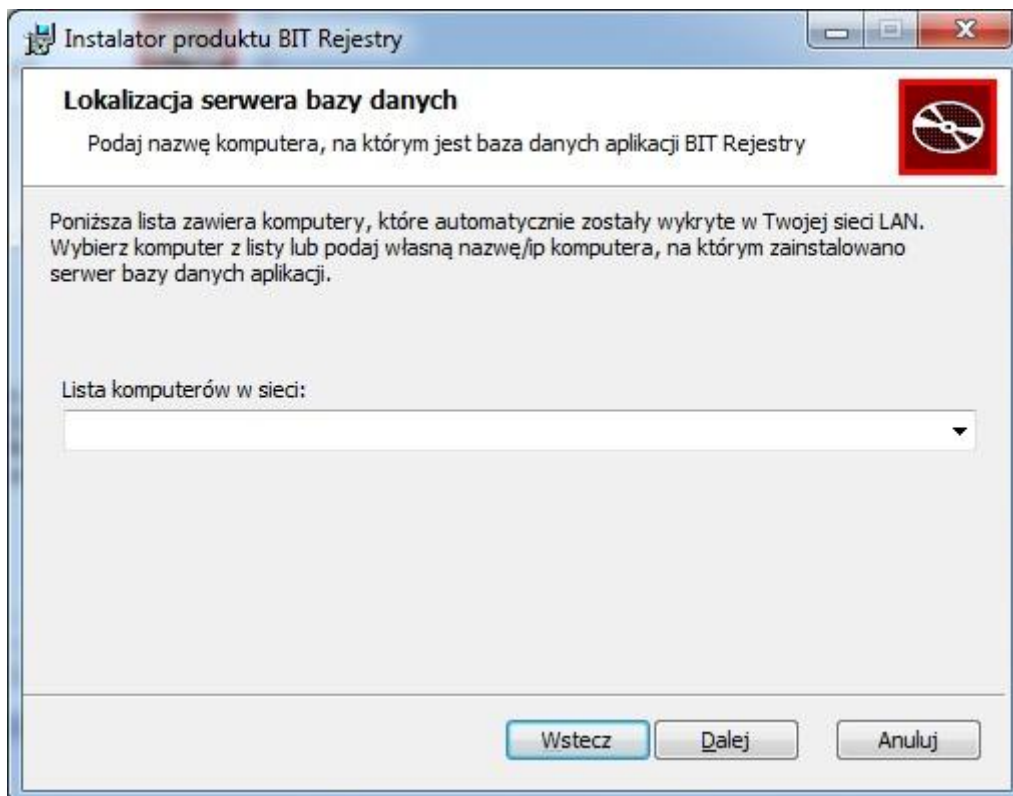 Instalator produktu BIT Rejestry
Lokalizacja serwera bazy danych
Podaj nazwę komputera, na którym jest baza danych aplikacji BIT Rejestry
Poniższa lista zawiera komputery, które automatycznie zostały wykryte w Twojej sieci LAN.
Wybierz komputer z listy lub podaj własną nazwę/ip komputera, na którym zainstalowano
serwer bazy danych aplikacji.
Lista komputerów w sieci:
Wstecz Dalej Anuluj